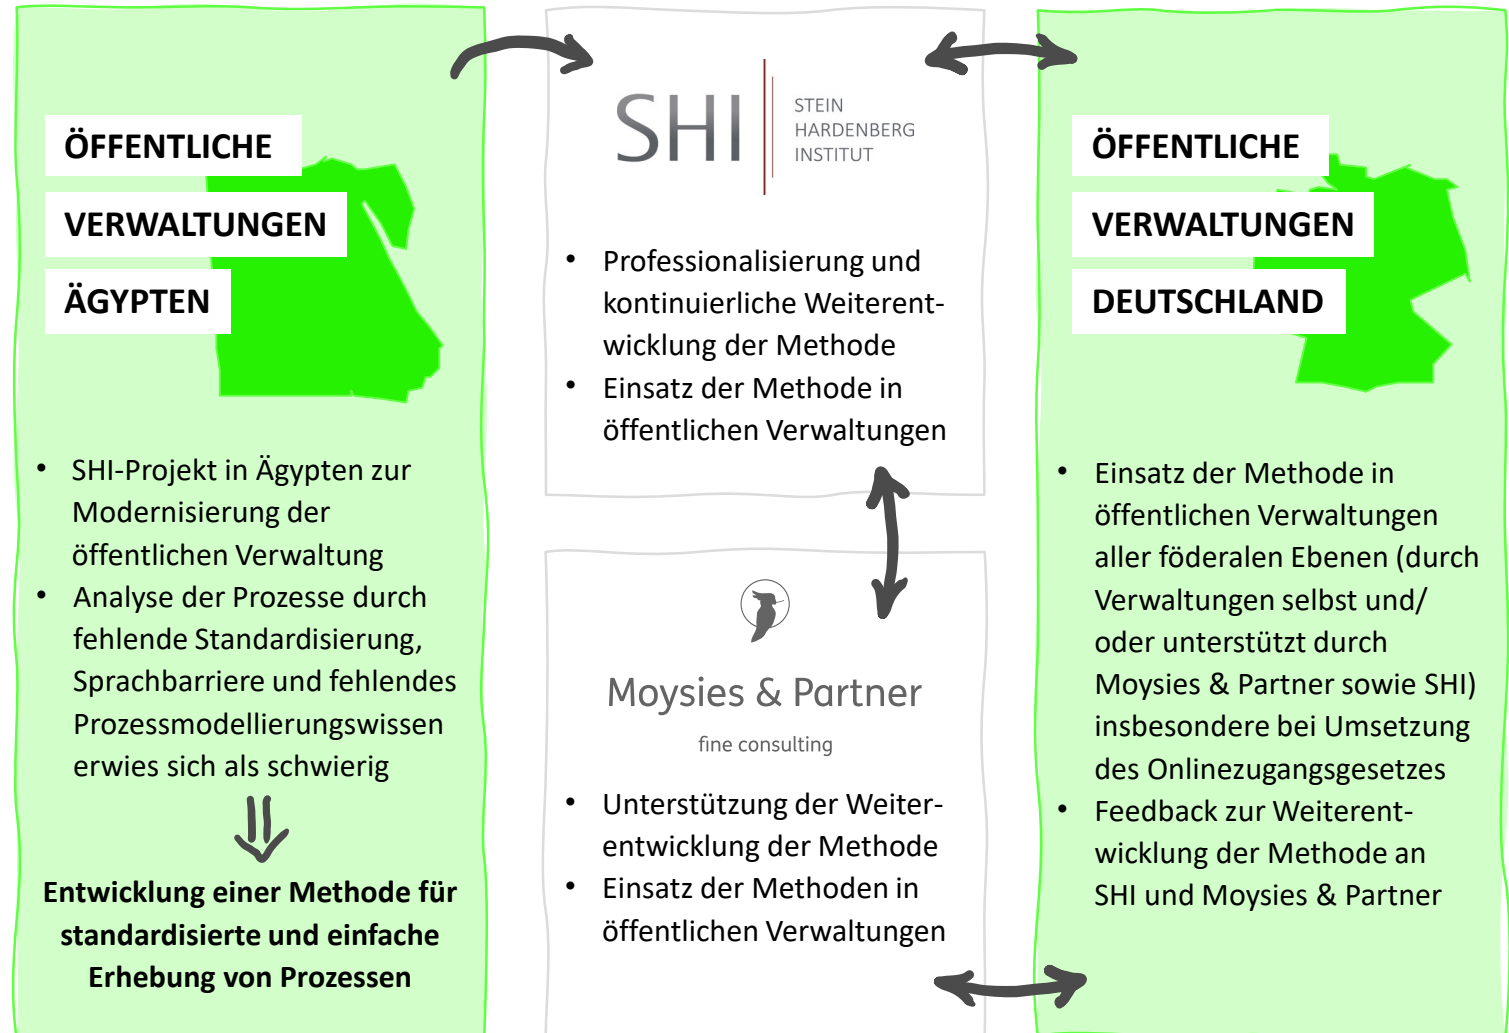 ÖFFENTLICHE
VERWALTUNGEN
ÄGYPTEN
• SHI-Projekt in Ägypten zur
Modernisierung der
öffentlichen Verwaltung
• Analyse der Prozesse durch
fehlende Standardisierung,
Sprachbarriere und fehlendes
Prozessmodellierungswissen
erwies sich als schwierig
Entwicklung einer Methode für
standardisierte und einfache
Erhebung von Prozessen
SHI
STEIN
HARDENBERG
INSTITUT
• Professionalisierung und
kontinuierliche Weiterent-
wicklung der Methode
• Einsatz der Methode in
öffentlichen Verwaltungen
Moysies & Partner
fine consulting
• Unterstützung der Weiter-
entwicklung der Methode
• Einsatz der Methoden in
öffentlichen Verwaltungen
ÖFFENTLICHE
VERWALTUNGEN
DEUTSCHLAND
• Einsatz der Methode in
öffentlichen Verwaltungen
aller föderalen Ebenen (durch
Verwaltungen selbst und/
oder unterstützt durch
Moysies & Partner sowie SHI)
insbesondere bei Umsetzung
des Onlinezugangsgesetzes
• Feedback zur Weiterent-
wicklung der Methode an
SHI und Moysies & Partner